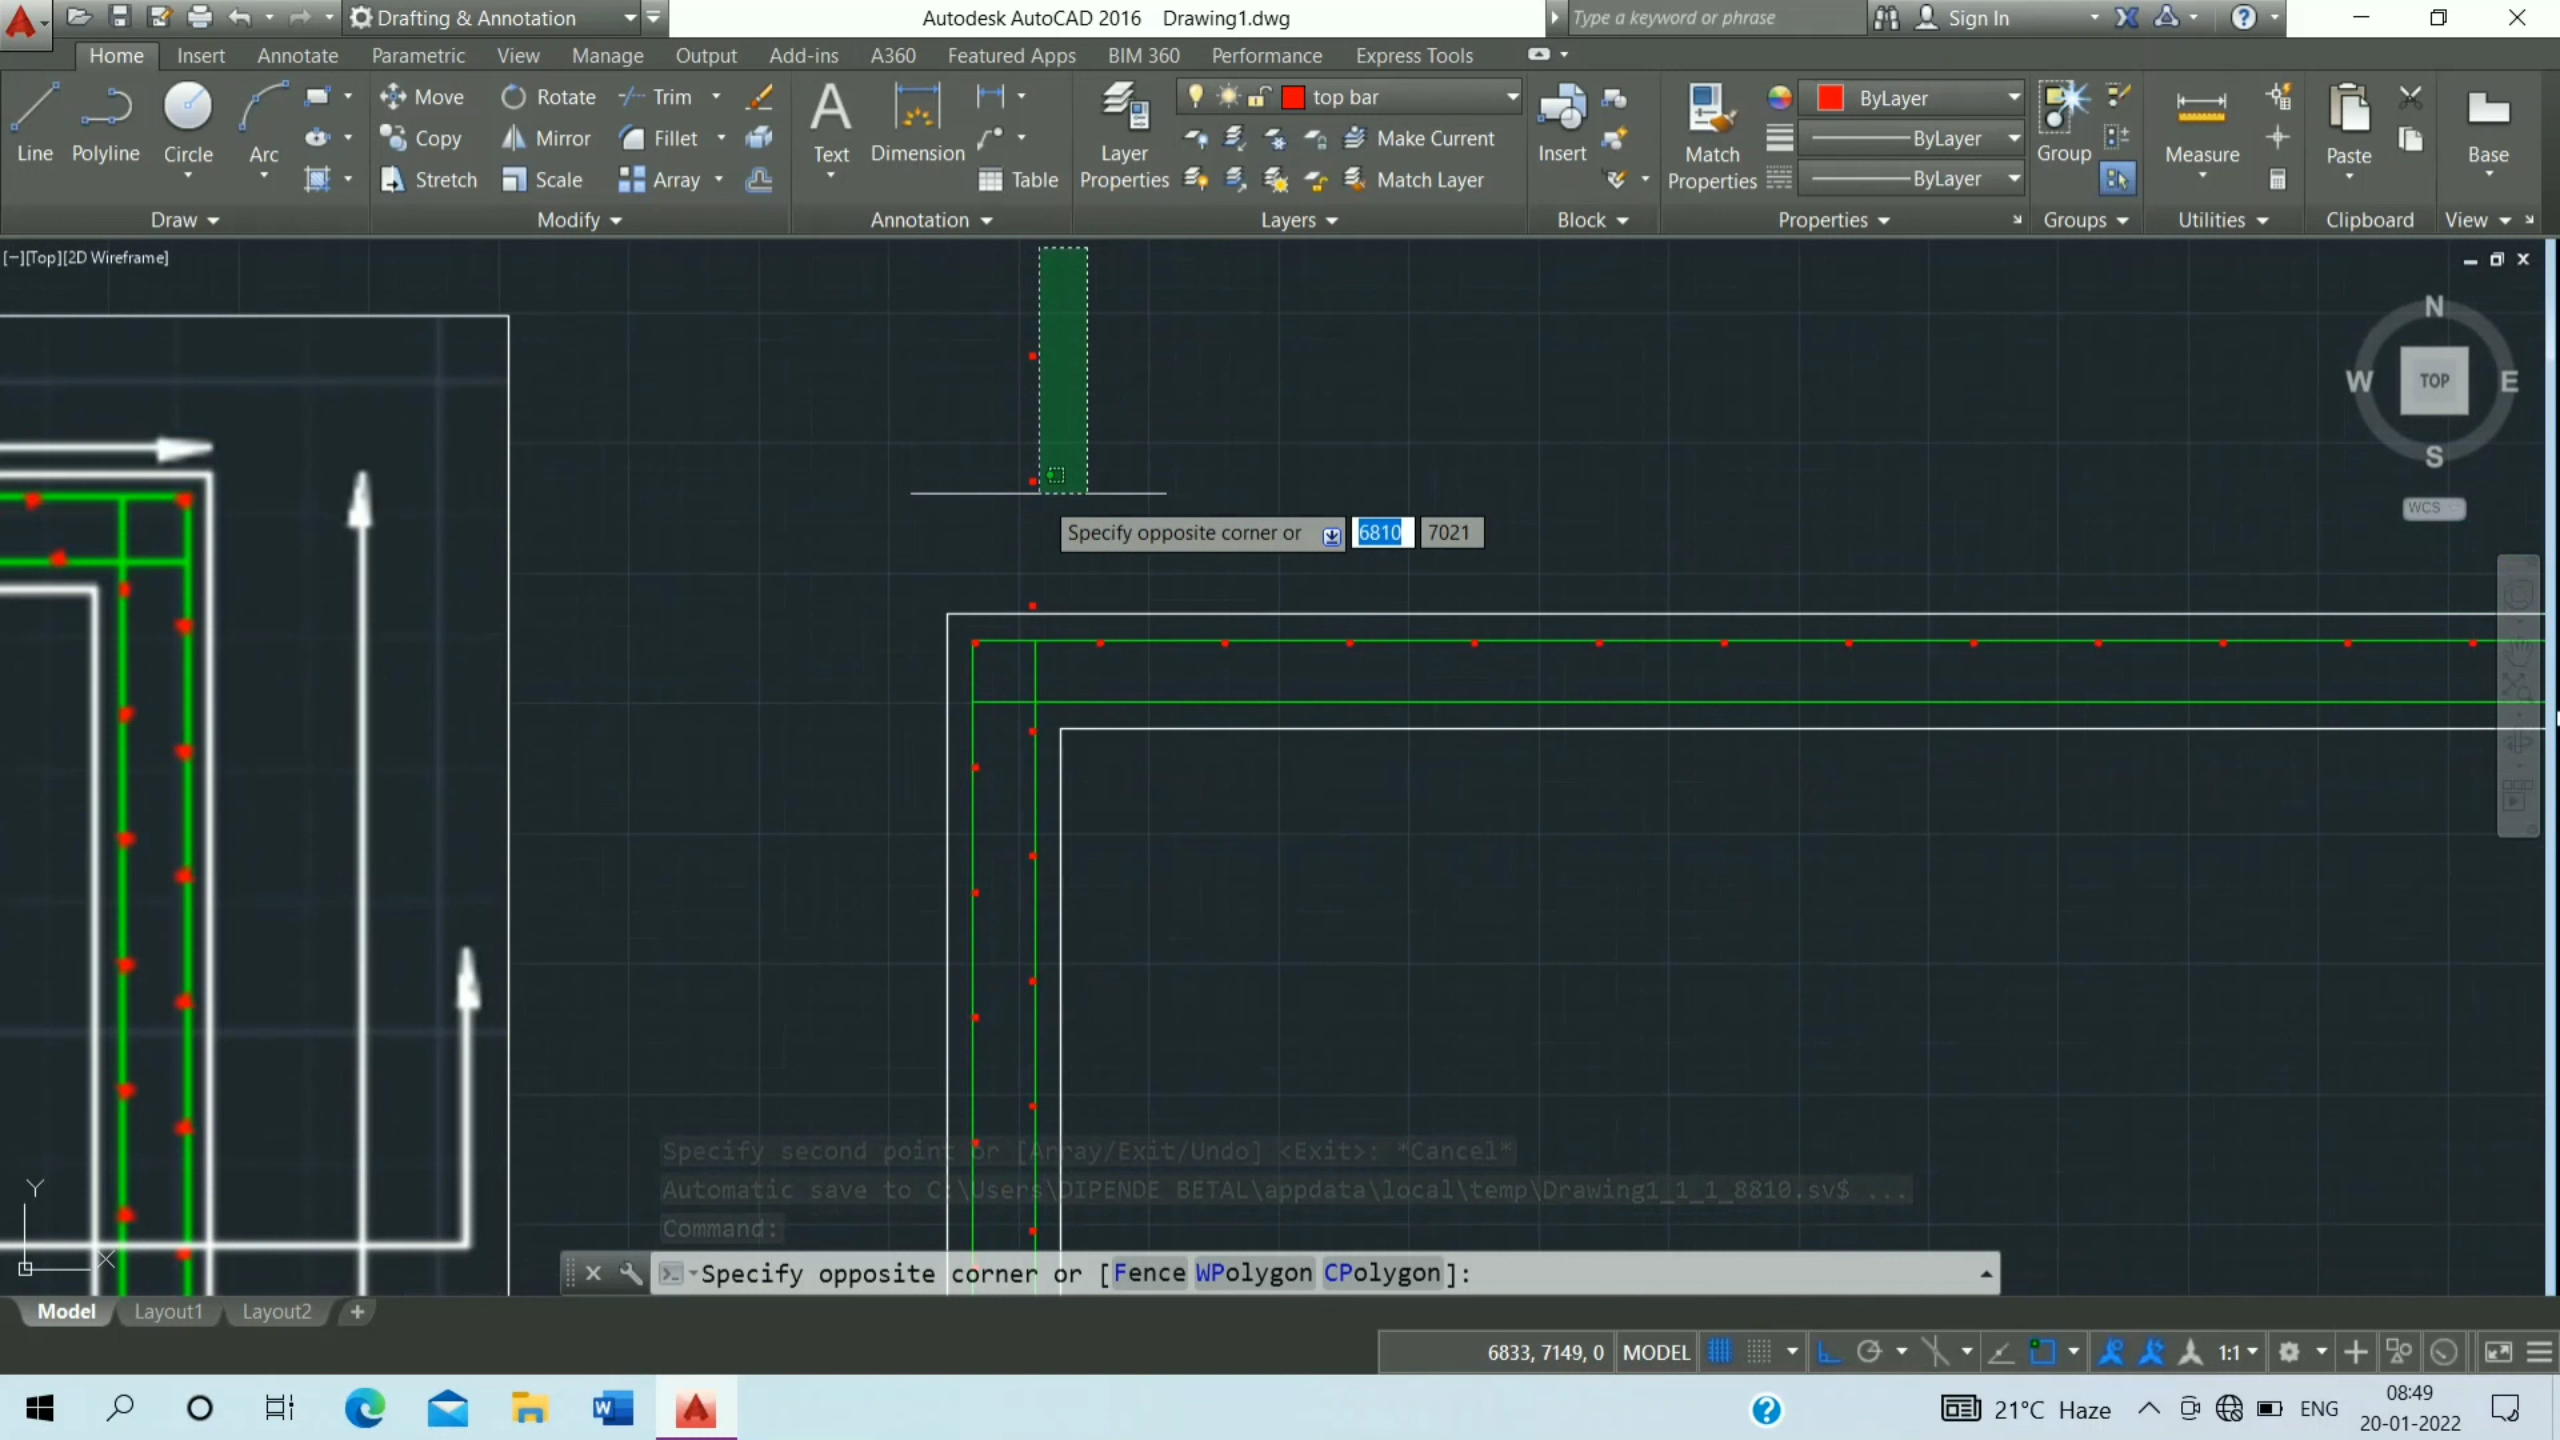 Drafting & Annotation
Autodesk AutoCAD 2016 Drawing1.dwg
Type a keyword or phrase
Sign In
Home Insert Annotate Parametric View Manage Output Add-ins A360 Featured Apps BIM 360 Performance Express Tools
Line Polyline Circle Arc
Move Rotate Trim
Copy Mirror Fillet
Stretch Scale Array
Text Dimension Table
Layer Properties
top bar
Make Current
Match Layer
Insert
Match Properties
ByLayer
ByLayer
ByLayer
Group
Measure
Paste
Base
Draw Modify Annotation Layers Block Properties Groups Utilities Clipboard View
[−][Top][2D Wireframe]
N
W TOP E
S
WCS
Specify opposite corner or 6810 7021
Specify second point or [Array/Exit/Undo] <Exit>: *Cancel*
Automatic save to C:\Users\DIPENDE BETAL\appdata\local\temp\Drawing1_1_1_8810.sv$ ...
Command:
Y
X
Specify opposite corner or [Fence WPolygon CPolygon]:
Model Layout1 Layout2 +
6833, 7149, 0 MODEL 1:1
21°C Haze ENG 08:49
20-01-2022